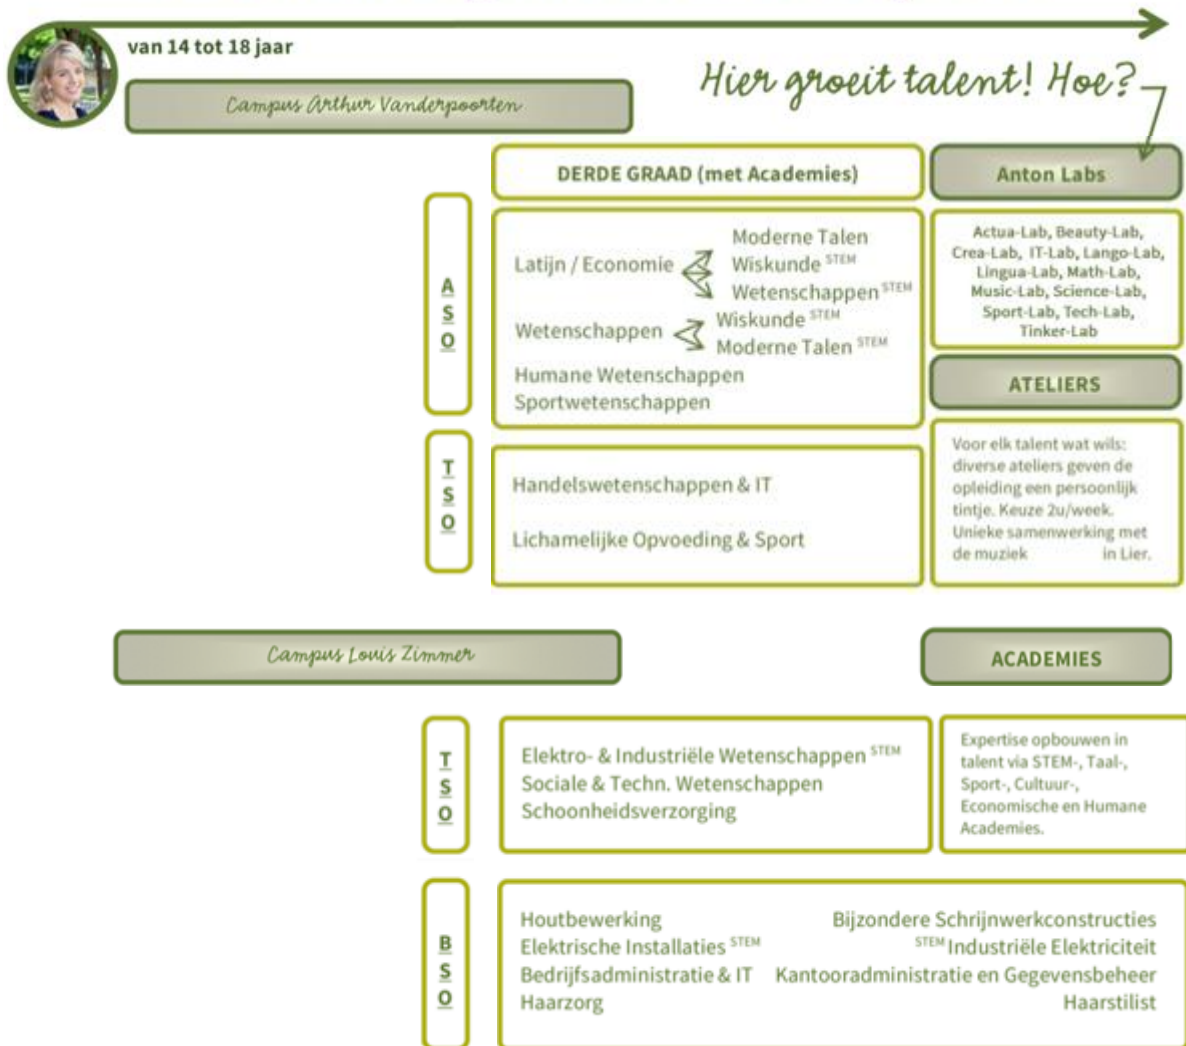 van 14 tot 18 jaar
Hier groeit talent! Hoe?
Campus Arthur Vanderpoorten
DERDE GRAAD (met Academies)
Anton Labs
A
S
O
Latijn / Economie
Moderne Talen
Wiskunde STEM
Wetenschappen STEM
Wetenschappen
Wiskunde STEM
Moderne Talen STEM
Humane Wetenschappen
Sportwetenschappen
Actua-Lab, Beauty-Lab,
Crea-Lab, IT-Lab, Lango-Lab,
Lingua-Lab, Math-Lab,
Music-Lab, Science-Lab,
Sport-Lab, Tech-Lab,
Tinker-Lab
ATELIERS
T
S
O
Handelswetenschappen & IT
Lichamelijke Opvoeding & Sport
Voor elk talent wat wils:
diverse ateliers geven de
opleiding een persoonlijk
tintje. Keuze 2u/week.
Unieke samenwerking met
de muziek in Lier.
Campus Louis Zimmer
ACADEMIES
T
S
O
Elektro- & Industriële Wetenschappen STEM
Sociale & Techn. Wetenschappen
Schoonheidsverzorging
Expertise opbouwen in
talent via STEM-, Taal-,
Sport-, Cultuur-,
Economische en Humane
Academies.
B
S
O
Houtbewerking Bijzondere Schrijnwerkconstructies
Elektrische Installaties STEM STEM Industriële Elektriciteit
Bedrijfsadministratie & IT Kantooradministratie en Gegevensbeheer
Haarzorg Haarstilist